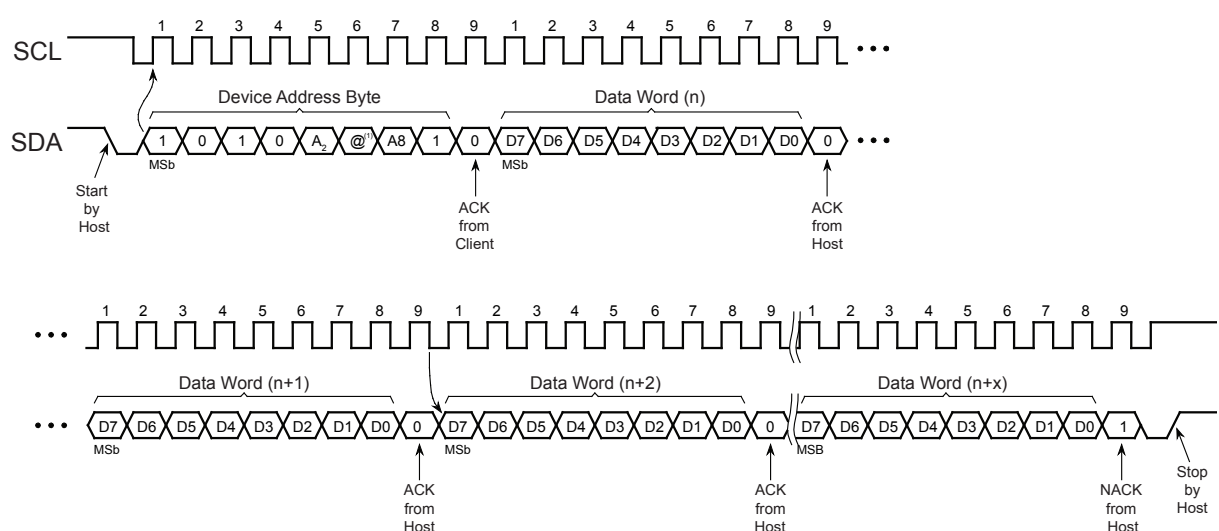 1 2 3 4 5 6 7 8 9 1 2 3 4 5 6 7 8 9
SCL
Device Address Byte Data Word (n)
SDA 1 0 1 0 A2 @(1) A8 1 0 D7 D6 D5 D4 D3 D2 D1 D0 0
MSb MSb
Start by Host
ACK from Client
ACK from Host
1 2 3 4 5 6 7 8 9 1 2 3 4 5 6 7 8 9 1 2 3 4 5 6 7 8 9
Data Word (n+1) Data Word (n+2) Data Word (n+x)
D7 D6 D5 D4 D3 D2 D1 D0 0 D7 D6 D5 D4 D3 D2 D1 D0 0 D7 D6 D5 D4 D3 D2 D1 D0 1
MSb MSb MSB
ACK from Host
ACK from Host
NACK from Host
Stop by Host